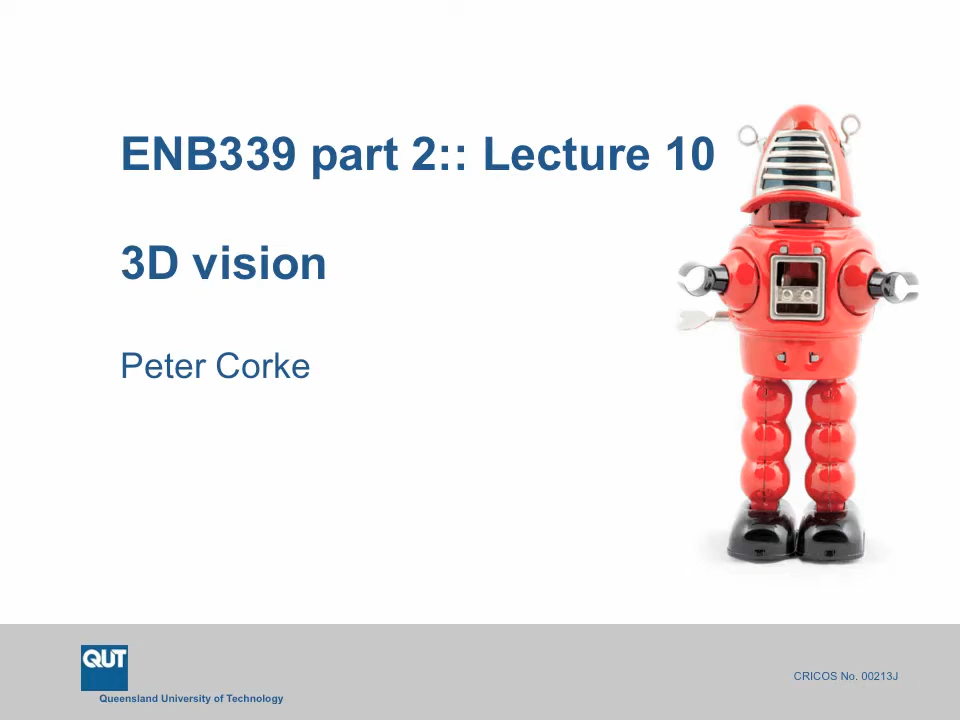 ENB339 part 2:: Lecture 10
3D vision
Peter Corke
QUT
Queensland University of Technology
CRICOS No. 00213J